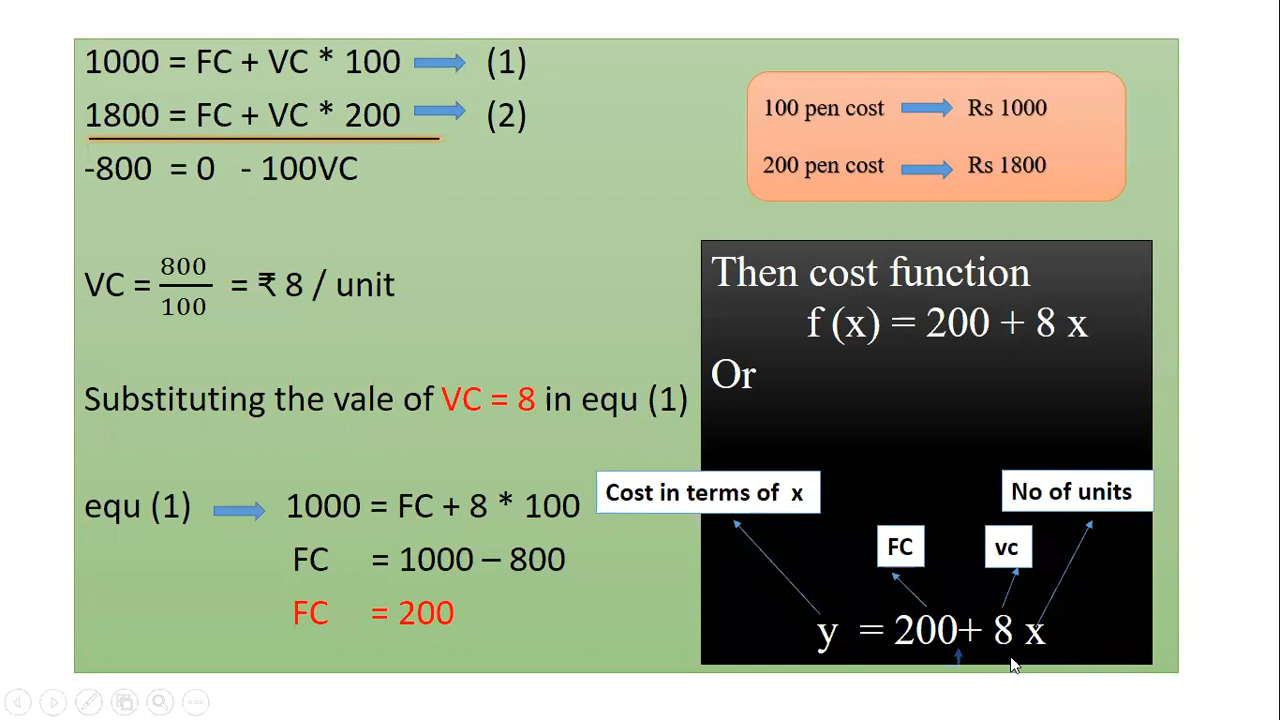 1000 = FC + VC * 100 (1)
1800 = FC + VC * 200 (2)
-800 = 0 - 100VC
VC = 800/100 = ₹ 8 / unit
Substituting the vale of VC = 8 in equ (1)
equ (1) 1000 = FC + 8 * 100
FC = 1000 – 800
FC = 200
100 pen cost Rs 1000
200 pen cost Rs 1800
Then cost function
f (x) = 200 + 8 x
Or
Cost in terms of x
No of units
FC
vc
y = 200+ 8 x